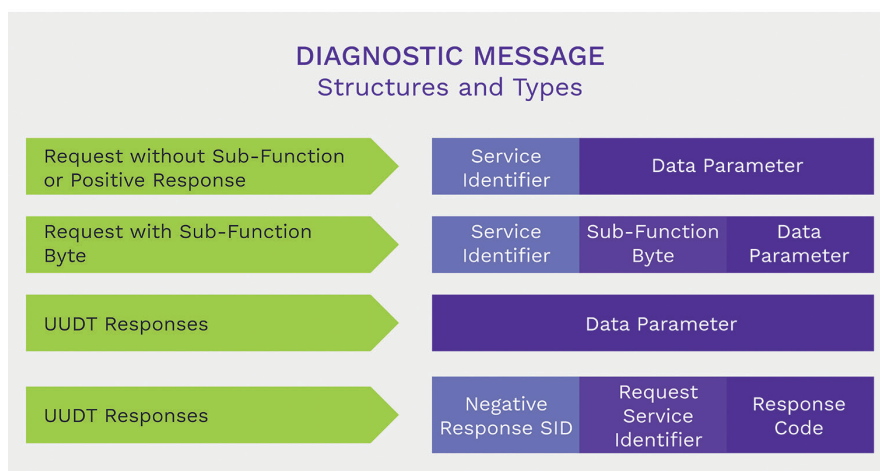 DIAGNOSTIC MESSAGE
Structures and Types
Request without Sub-Function
or Positive Response
Service
Identifier
Data Parameter
Request with Sub-Function
Byte
Service
Identifier
Sub-Function
Byte
Data
Parameter
UUDT Responses
Data Parameter
UUDT Responses
Negative
Response SID
Request
Service
Identifier
Response
Code